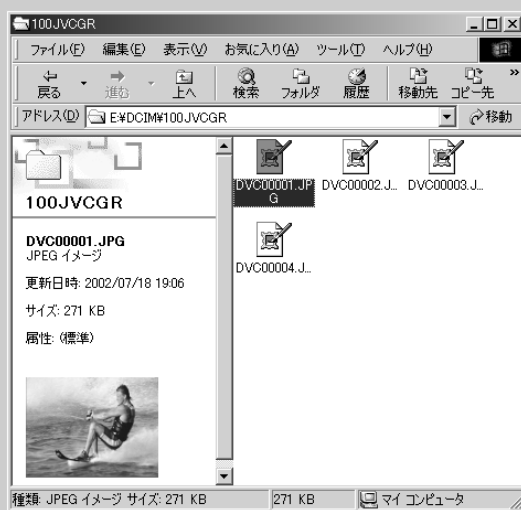 100JVCGR
ファイル(F) 編集(E) 表示(V) お気に入り(A) ツール(T) ヘルプ(H)
戻る 進む 上へ 検索 フォルダ 履歴 移動先 コピー先 »
アドレス(D) E:¥DCIM¥100JVCGR 移動
100JVCGR
DVC00001.JPG
JPEG イメージ
更新日時: 2002/07/18 19:06
サイズ: 271 KB
属性: (標準)
DVC00001.JP
G
DVC00002.J...
DVC00003.J...
DVC00004.J...
種類: JPEG イメージ サイズ: 271 KB 271 KB マイ コンピュータ